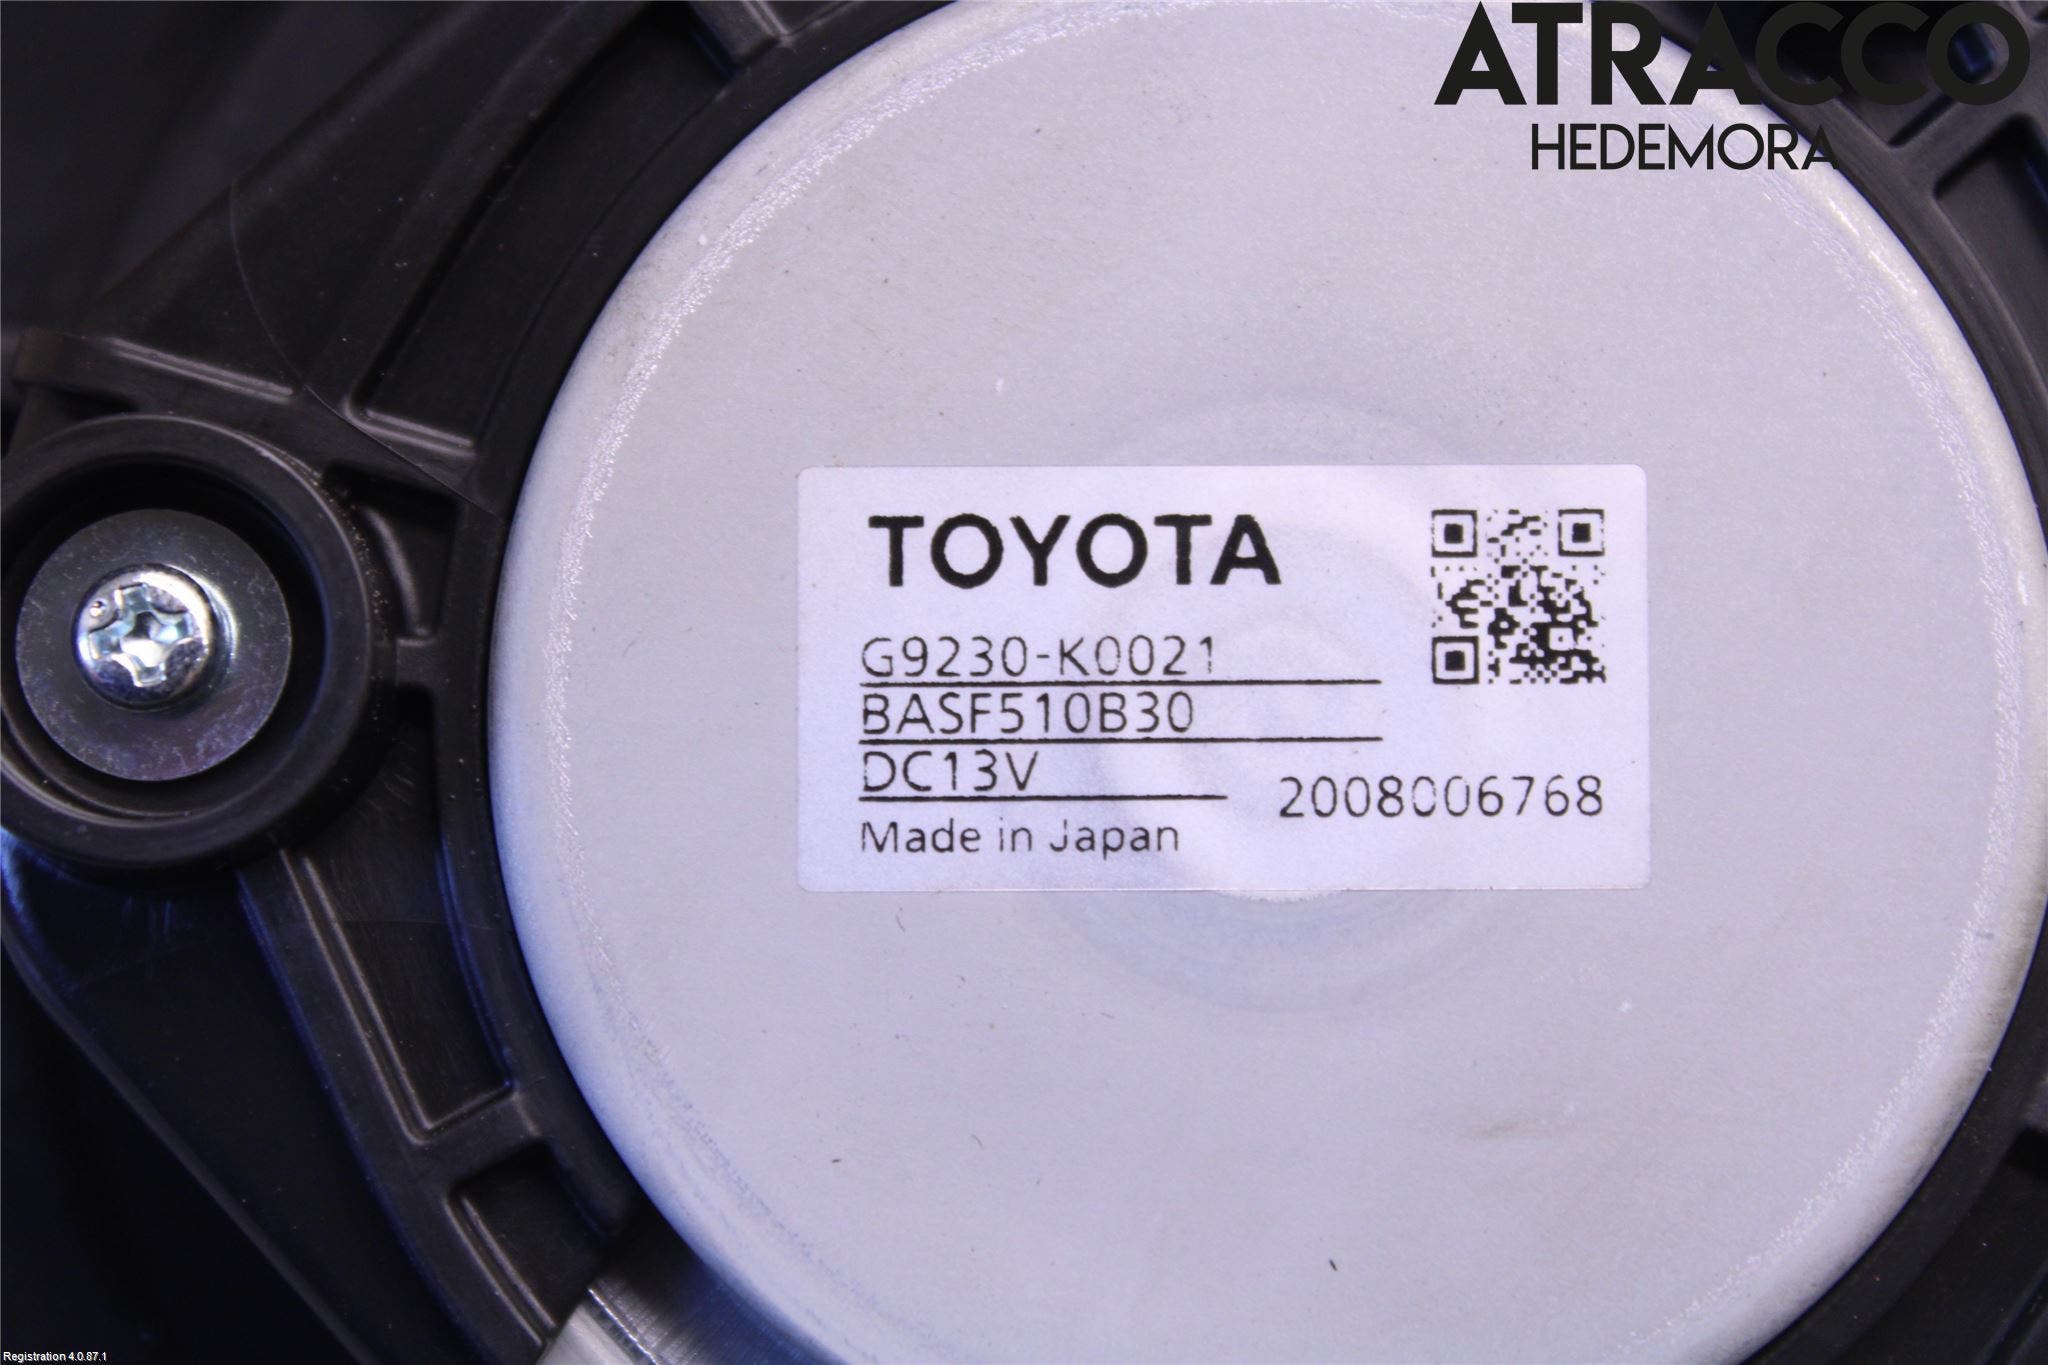 ATRACCO
HEDEMORA
TOYOTA
G9230-K0021
BASF510B30
DC13V
2008006768
Made in Japan
Registration 4.0.87.1